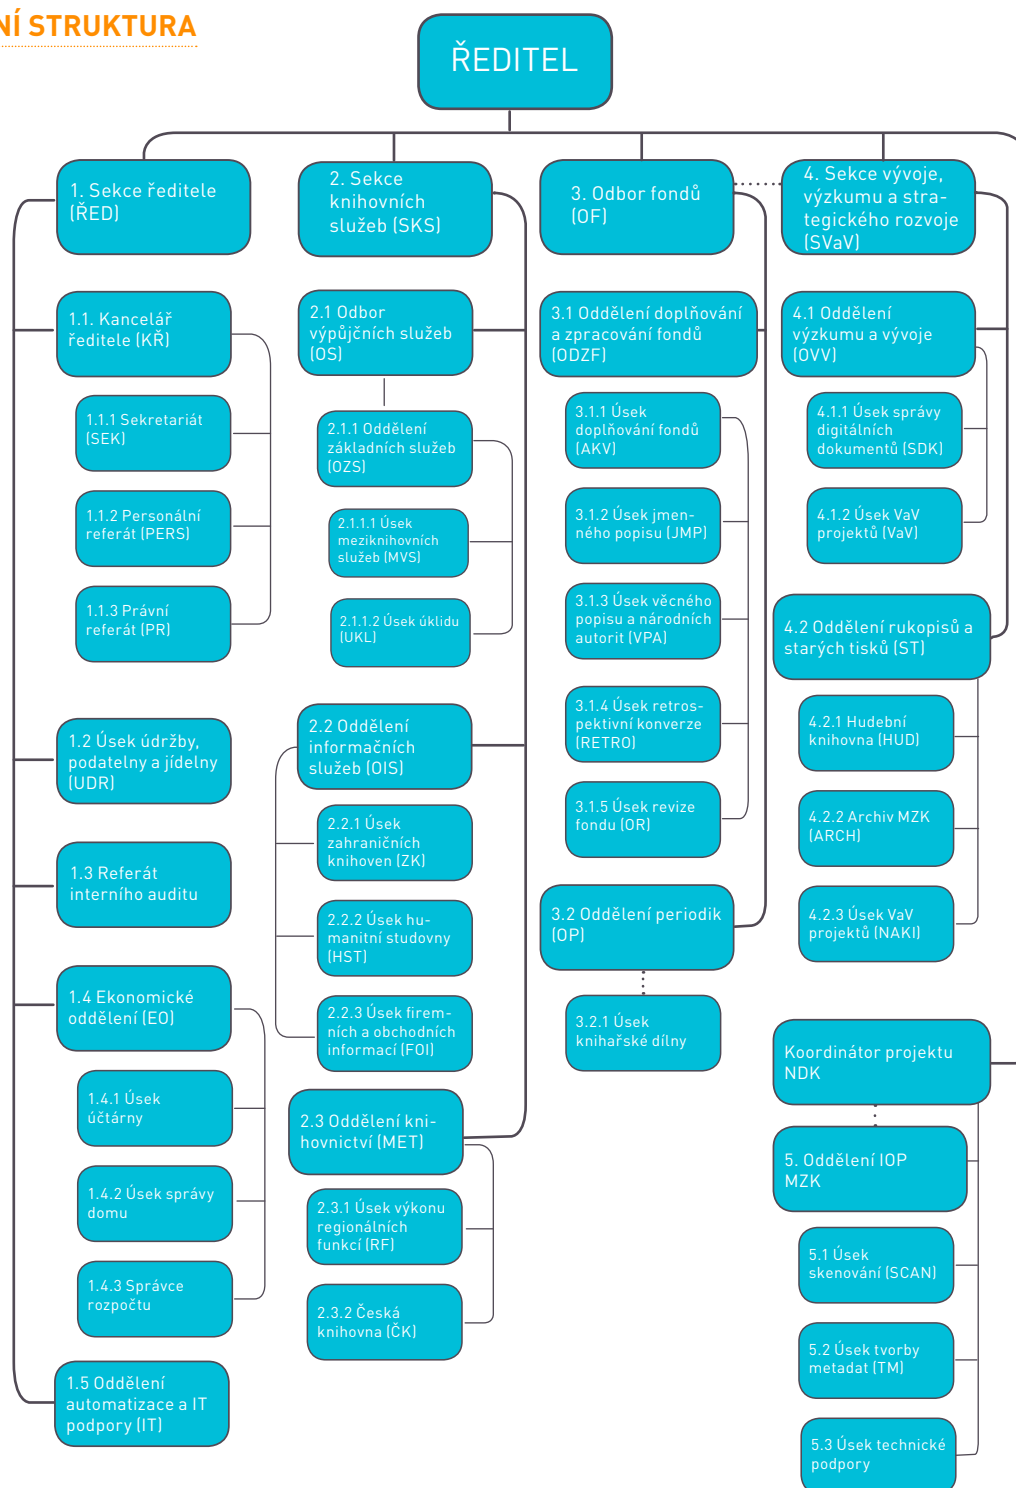 NÍ STRUKTURA
ŘEDITEL
1. Sekce ředitele
(ŘED)
1.1. Kancelář
ředitele (KŘ)
1.1.1 Sekretariát
(SEK)
1.1.2 Personální
referát (PERS)
1.1.3 Právní
referát (PR)
1.2 Úsek údržby,
podatelny a jídelny
(UDR)
1.3 Referát
interního auditu
1.4 Ekonomické
oddělení (EO)
1.4.1 Úsek
účtárny
1.4.2 Úsek správy
domu
1.4.3 Správce
rozpočtu
1.5 Oddělení
automatizace a IT
podpory (IT)
2. Sekce
knihovních
služeb (SKS)
2.1 Odbor
výpůjčních služeb
(OS)
2.1.1 Oddělení
základních služeb
(OZS)
2.1.1.1 Úsek
meziknihovních
služeb (MVS)
2.1.1.2 Úsek úklidu
(UKL)
2.2 Oddělení
informačních
služeb (OIS)
2.2.1 Úsek
zahraničních
knihoven (ZK)
2.2.2 Úsek hu-
manitní studovny
(HST)
2.2.3 Úsek firem-
ních a obchodních
informací (FOI)
2.3 Oddělení kni-
hovnictví (MET)
2.3.1 Úsek výkonu
regionálních
funkcí (RF)
2.3.2 Česká
knihovna (ČK)
3. Odbor fondů
(OF)
3.1 Oddělení doplňování
a zpracování fondů
(ODZF)
3.1.1 Úsek
doplňování fondů
(AKV)
3.1.2 Úsek jmen-
ného popisu (JMP)
3.1.3 Úsek věcného
popisu a národních
autorit (VPA)
3.1.4 Úsek retros-
pektivní konverze
(RETRO)
3.1.5 Úsek revize
fondu (OR)
3.2 Oddělení periodik
(OP)
3.2.1 Úsek
knihařské dílny
4. Sekce vývoje,
výzkumu a stra-
tegického rozvoje
(SVaV)
4.1 Oddělení
výzkumu a vývoje
(OVV)
4.1.1 Úsek správy
digitálních
dokumentů (SDK)
4.1.2 Úsek VaV
projektů (VaV)
4.2 Oddělení rukopisů a
starých tisků (ST)
4.2.1 Hudební
knihovna (HUD)
4.2.2 Archiv MZK
(ARCH)
4.2.3 Úsek VaV
projektů (NAKI)
Koordinátor projektu
NDK
5. Oddělení IOP
MZK
5.1 Úsek
skenování (SCAN)
5.2 Úsek tvorby
metadat (TM)
5.3 Úsek technické
podpory